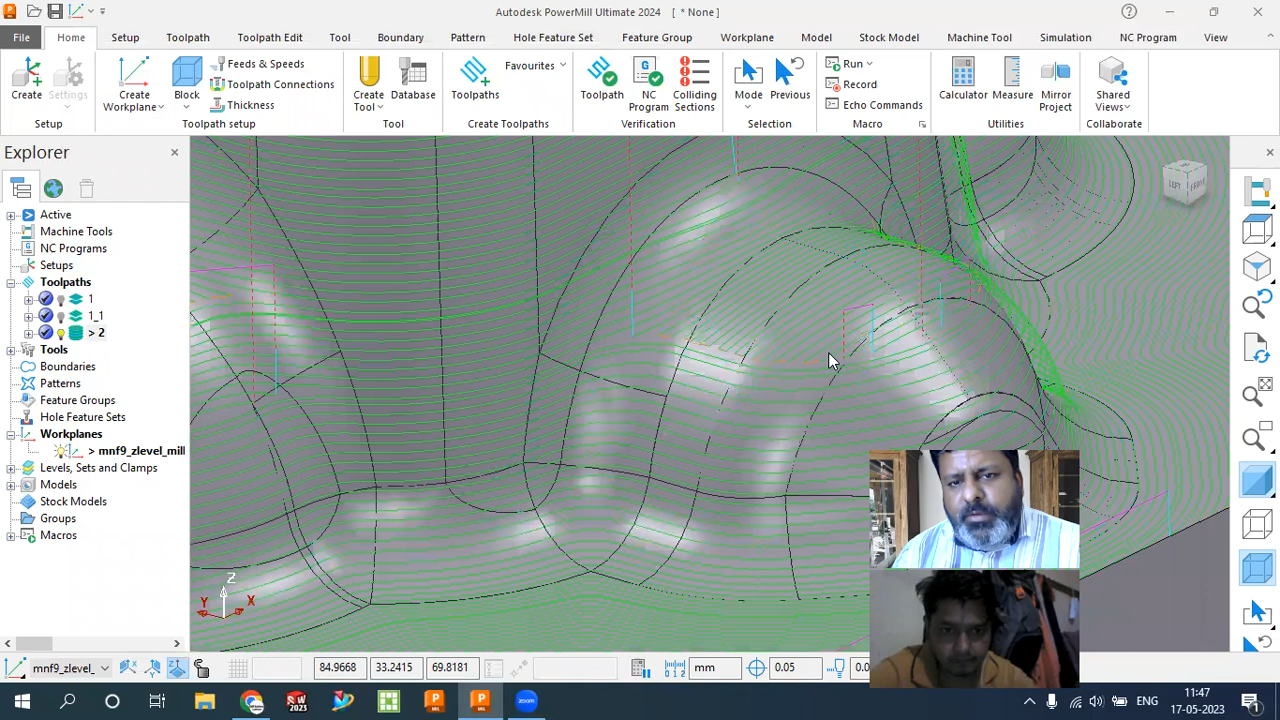 Autodesk PowerMill Ultimate 2024 [ * None ]
File Home Setup Toolpath Toolpath Edit Tool Boundary Pattern Hole Feature Set Feature Group Workplane Model Stock Model Machine Tool Simulation NC Program View
Create
Settings
Setup
Create Workplane
Block
Feeds & Speeds
Toolpath Connections
Thickness
Toolpath setup
Create Tool
Database
Tool
Toolpaths
Favourites
Create Toolpaths
Toolpath
NC Program
Colliding Sections
Verification
Mode
Previous
Selection
Run
Record
Echo Commands
Macro
Calculator
Measure
Mirror Project
Utilities
Shared Views
Collaborate
Explorer
Active
Machine Tools
NC Programs
Setups
Toolpaths
1
1_1
> 2
Tools
Boundaries
Patterns
Feature Groups
Hole Feature Sets
Workplanes
> mnf9_zlevel_mill
Levels, Sets and Clamps
Models
Stock Models
Groups
Macros
LEFT FRONT
Z
Y X
mnf9_zlevel_ 84.9668 33.2415 69.8181 mm 0.05 0.0
ENG 11:47
17-05-2023